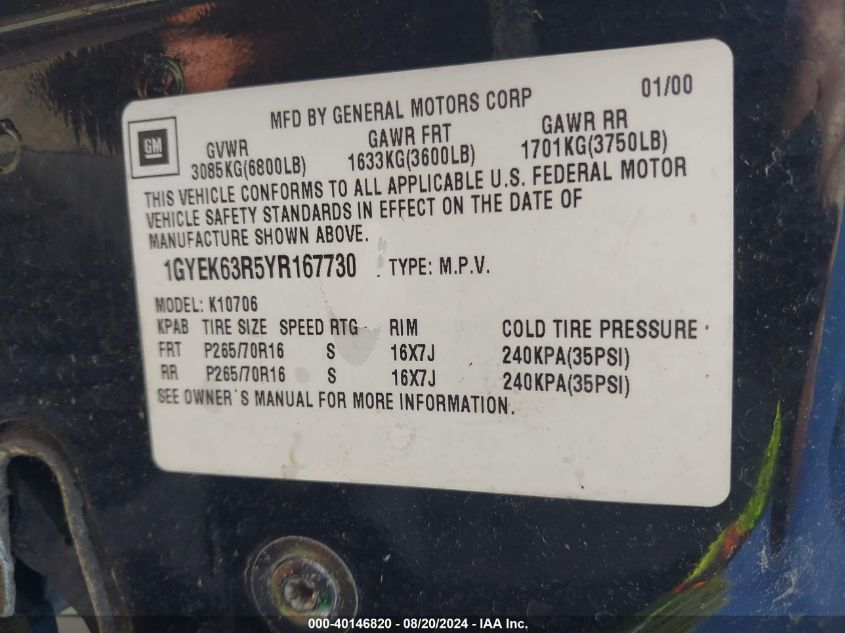 MFD BY GENERAL MOTORS CORP 01/00
GM
GVWR GAWR FRT GAWR RR
3085KG(6800LB) 1633KG(3600LB) 1701KG(3750LB)
THIS VEHICLE CONFORMS TO ALL APPLICABLE U.S. FEDERAL MOTOR
VEHICLE SAFETY STANDARDS IN EFFECT ON THE DATE OF
MANUFACTURE SHOWN ABOVE.
1GYEK63R5YR167730 TYPE: M.P.V.
MODEL: K10706
KPAB TIRE SIZE SPEED RTG RIM COLD TIRE PRESSURE
FRT P265/70R16 S 16X7J 240KPA(35PSI)
RR P265/70R16 S 16X7J 240KPA(35PSI)
SEE OWNER'S MANUAL FOR MORE INFORMATION.
000-40146820 - 08/20/2024 - IAA Inc.